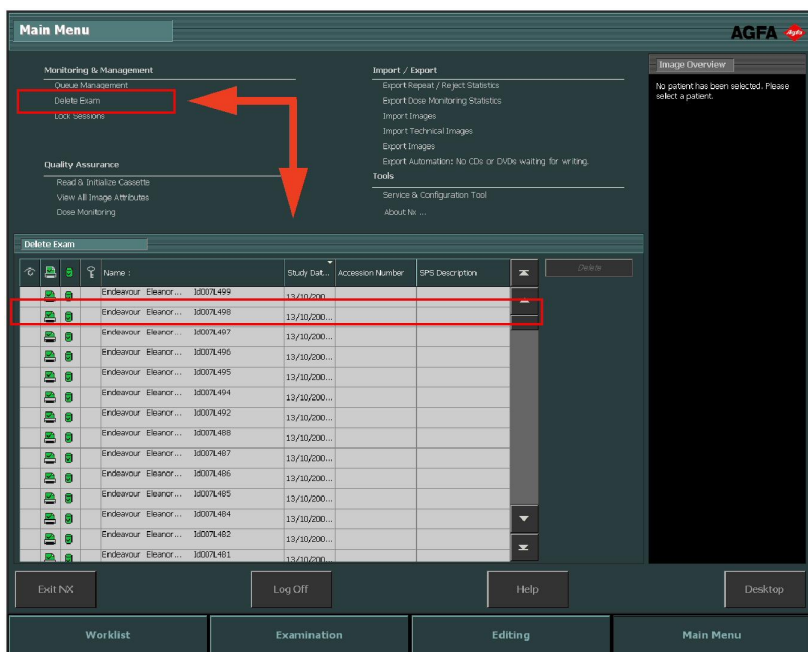 Main Menu
AGFA
Monitoring & Management
Queue Management
Delete Exam
Lock Sessions
Quality Assurance
Read & Initialize Cassette
View All Image Attributes
Dose Monitoring
Import / Export
Export Repeat / Reject Statistics
Export Dose Monitoring Statistics
Import Images
Import Technical Images
Export Images
Export Automation: No CDs or DVDs waiting for writing.
Tools
Service & Configuration Tool
About Nx ...
Image Overview
No patient has been selected. Please
select a patient.
Delete Exam
Name : Study Dat... Accession Number SPS Description
Delete
Endeavour Eleanor... Id007L499 13/10/200...
Endeavour Eleanor... Id007L498 13/10/200...
Endeavour Eleanor... Id007L497 13/10/200...
Endeavour Eleanor... Id007L496 13/10/200...
Endeavour Eleanor... Id007L495 13/10/200...
Endeavour Eleanor... Id007L494 13/10/200...
Endeavour Eleanor... Id007L492 13/10/200...
Endeavour Eleanor... Id007L488 13/10/200...
Endeavour Eleanor... Id007L487 13/10/200...
Endeavour Eleanor... Id007L486 13/10/200...
Endeavour Eleanor... Id007L485 13/10/200...
Endeavour Eleanor... Id007L484 13/10/200...
Endeavour Eleanor... Id007L482 13/10/200...
Endeavour Eleanor... Id007L481 13/10/200...
Exit NX Log Off Help Desktop
Worklist Examination Editing Main Menu